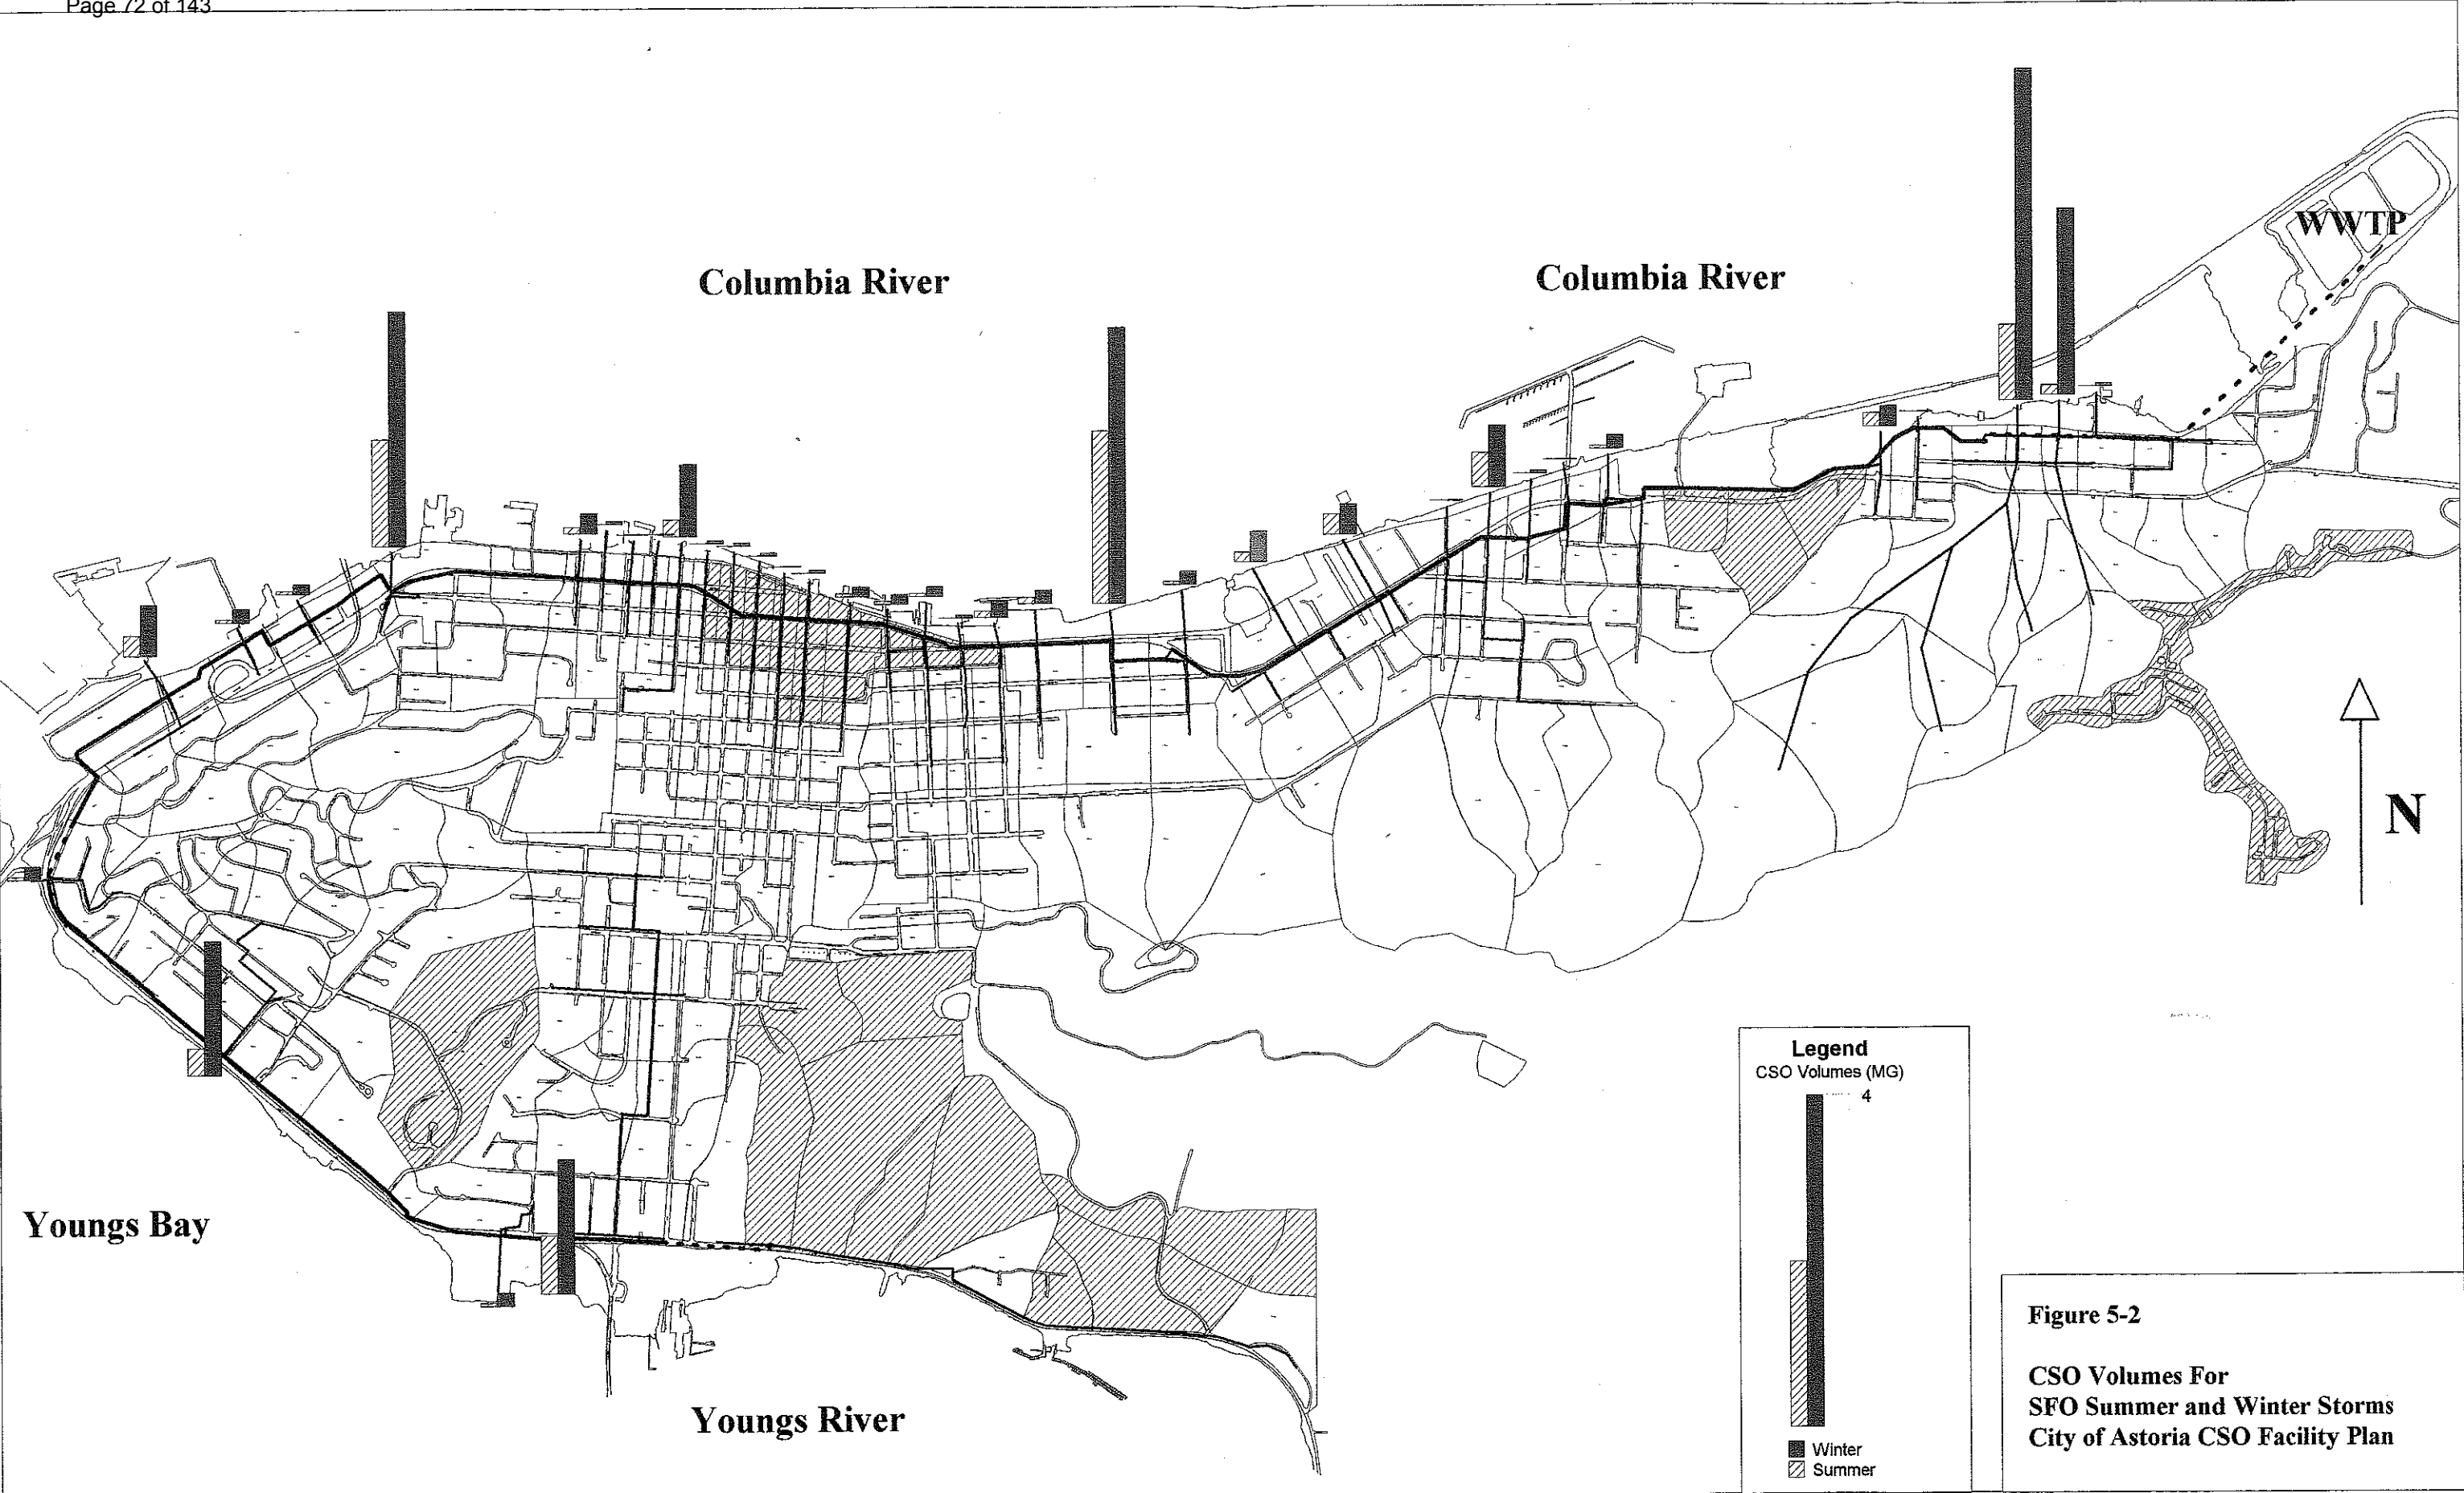 Page 72 of 143
WWTP
Columbia River
Columbia River
N
Legend
CSO Volumes (MG)
4
Winter
Summer
Youngs Bay
Youngs River
Figure 5-2
CSO Volumes For
SFO Summer and Winter Storms
City of Astoria CSO Facility Plan